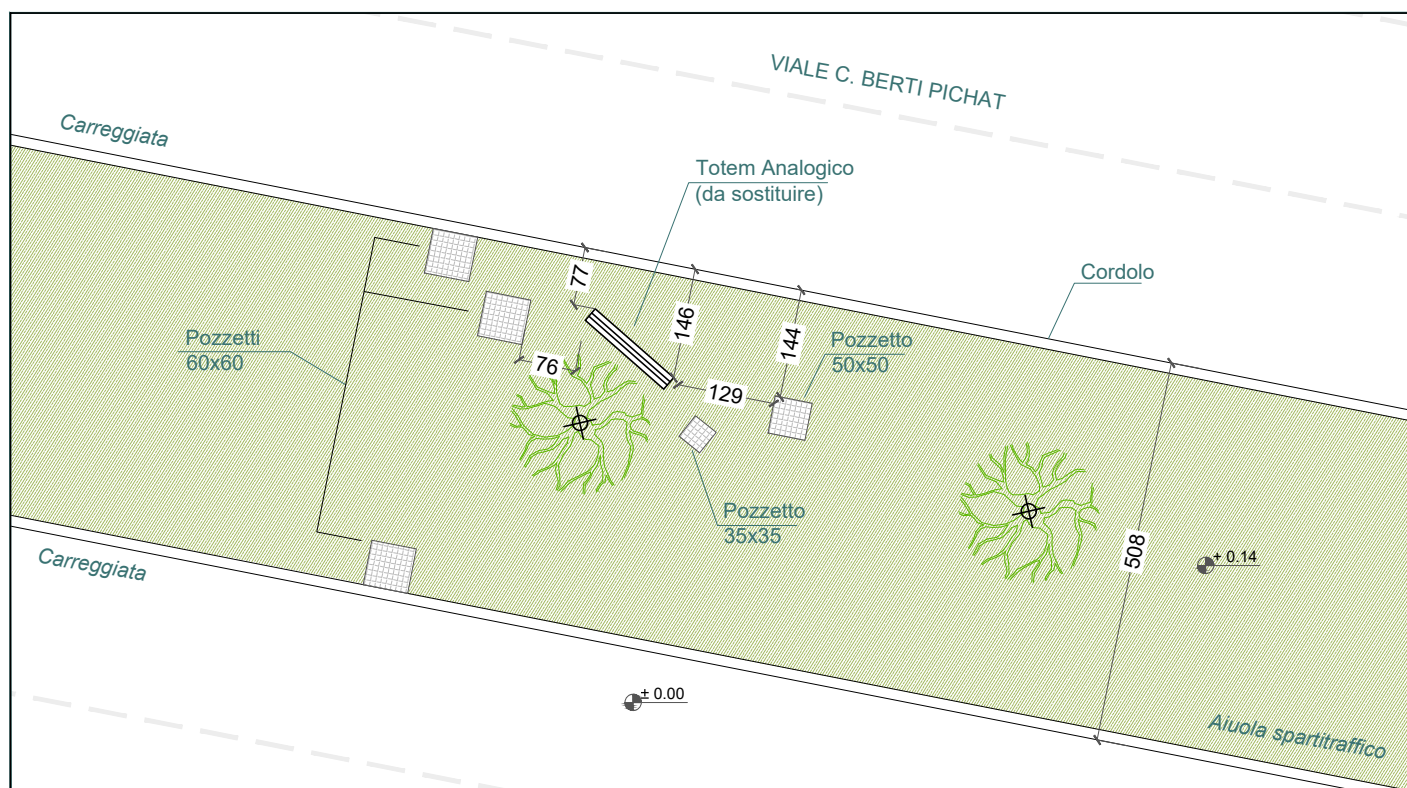 VIALE C. BERTI PICHAT
Carreggiata
Totem Analogico
(da sostituire)
Cordolo
77
146
144
Pozzetti
60x60
Pozzetto
50x50
76
129
Pozzetto
35x35
508
+ 0.14
Carreggiata
± 0.00
Aiuola spartitraffico